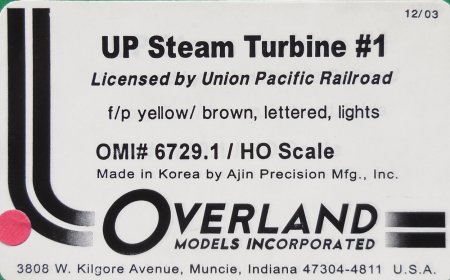 12/03
UP Steam Turbine #1
Licensed by Union Pacific Railroad
f/p yellow/ brown, lettered, lights
OMI# 6729.1 / HO Scale
Made in Korea by Ajin Precision Mfg., Inc.
OVERLAND
MODELS INCORPORATED
3808 W. Kilgore Avenue, Muncie, Indiana 47304-4811 U.S.A.